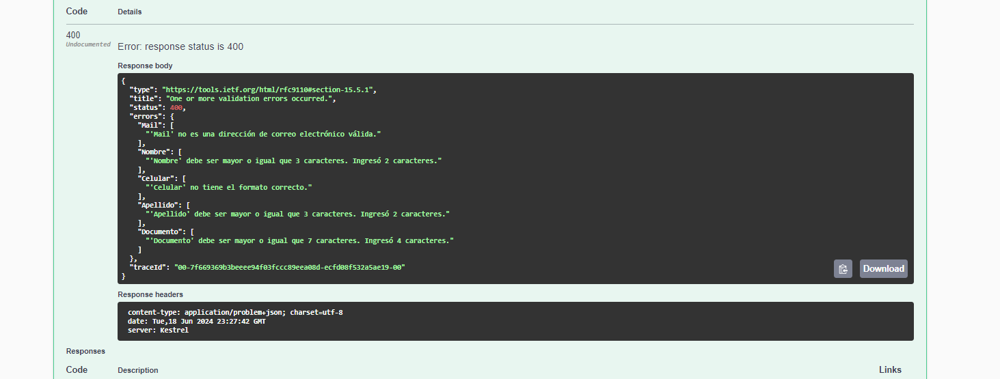 Code Details
400
Undocumented
Error: response status is 400
Response body
{
  "type": "https://tools.ietf.org/html/rfc9110#section-15.5.1",
  "title": "One or more validation errors occurred.",
  "status": 400,
  "errors": {
    "Mail": [
      "'Mail' no es una dirección de correo electrónico válida."
    ],
    "Nombre": [
      "'Nombre' debe ser mayor o igual que 3 caracteres. Ingresó 2 caracteres."
    ],
    "Celular": [
      "'Celular' no tiene el formato correcto."
    ],
    "Apellido": [
      "'Apellido' debe ser mayor o igual que 3 caracteres. Ingresó 2 caracteres."
    ],
    "Documento": [
      "'Documento' debe ser mayor o igual que 7 caracteres. Ingresó 4 caracteres."
    ]
  },
  "traceId": "00-7f669369b3beeee94f03fccc89eea08d-ecfd08f532a5ae19-00"
}
Download
Response headers
content-type: application/problem+json; charset=utf-8
date: Tue,18 Jun 2024 23:27:42 GMT
server: Kestrel
Responses
Code Description Links